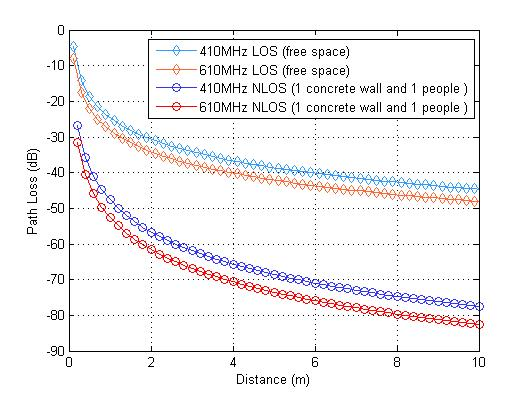 0
-10
-20
-30
-40
-50
-60
-70
-80
-90
Path Loss (dB)
410MHz LOS (free space)
610MHz LOS (free space)
410MHz NLOS (1 concrete wall and 1 people )
610MHz NLOS (1 concrete wall and 1 people )
0 2 4 6 8 10
Distance (m)